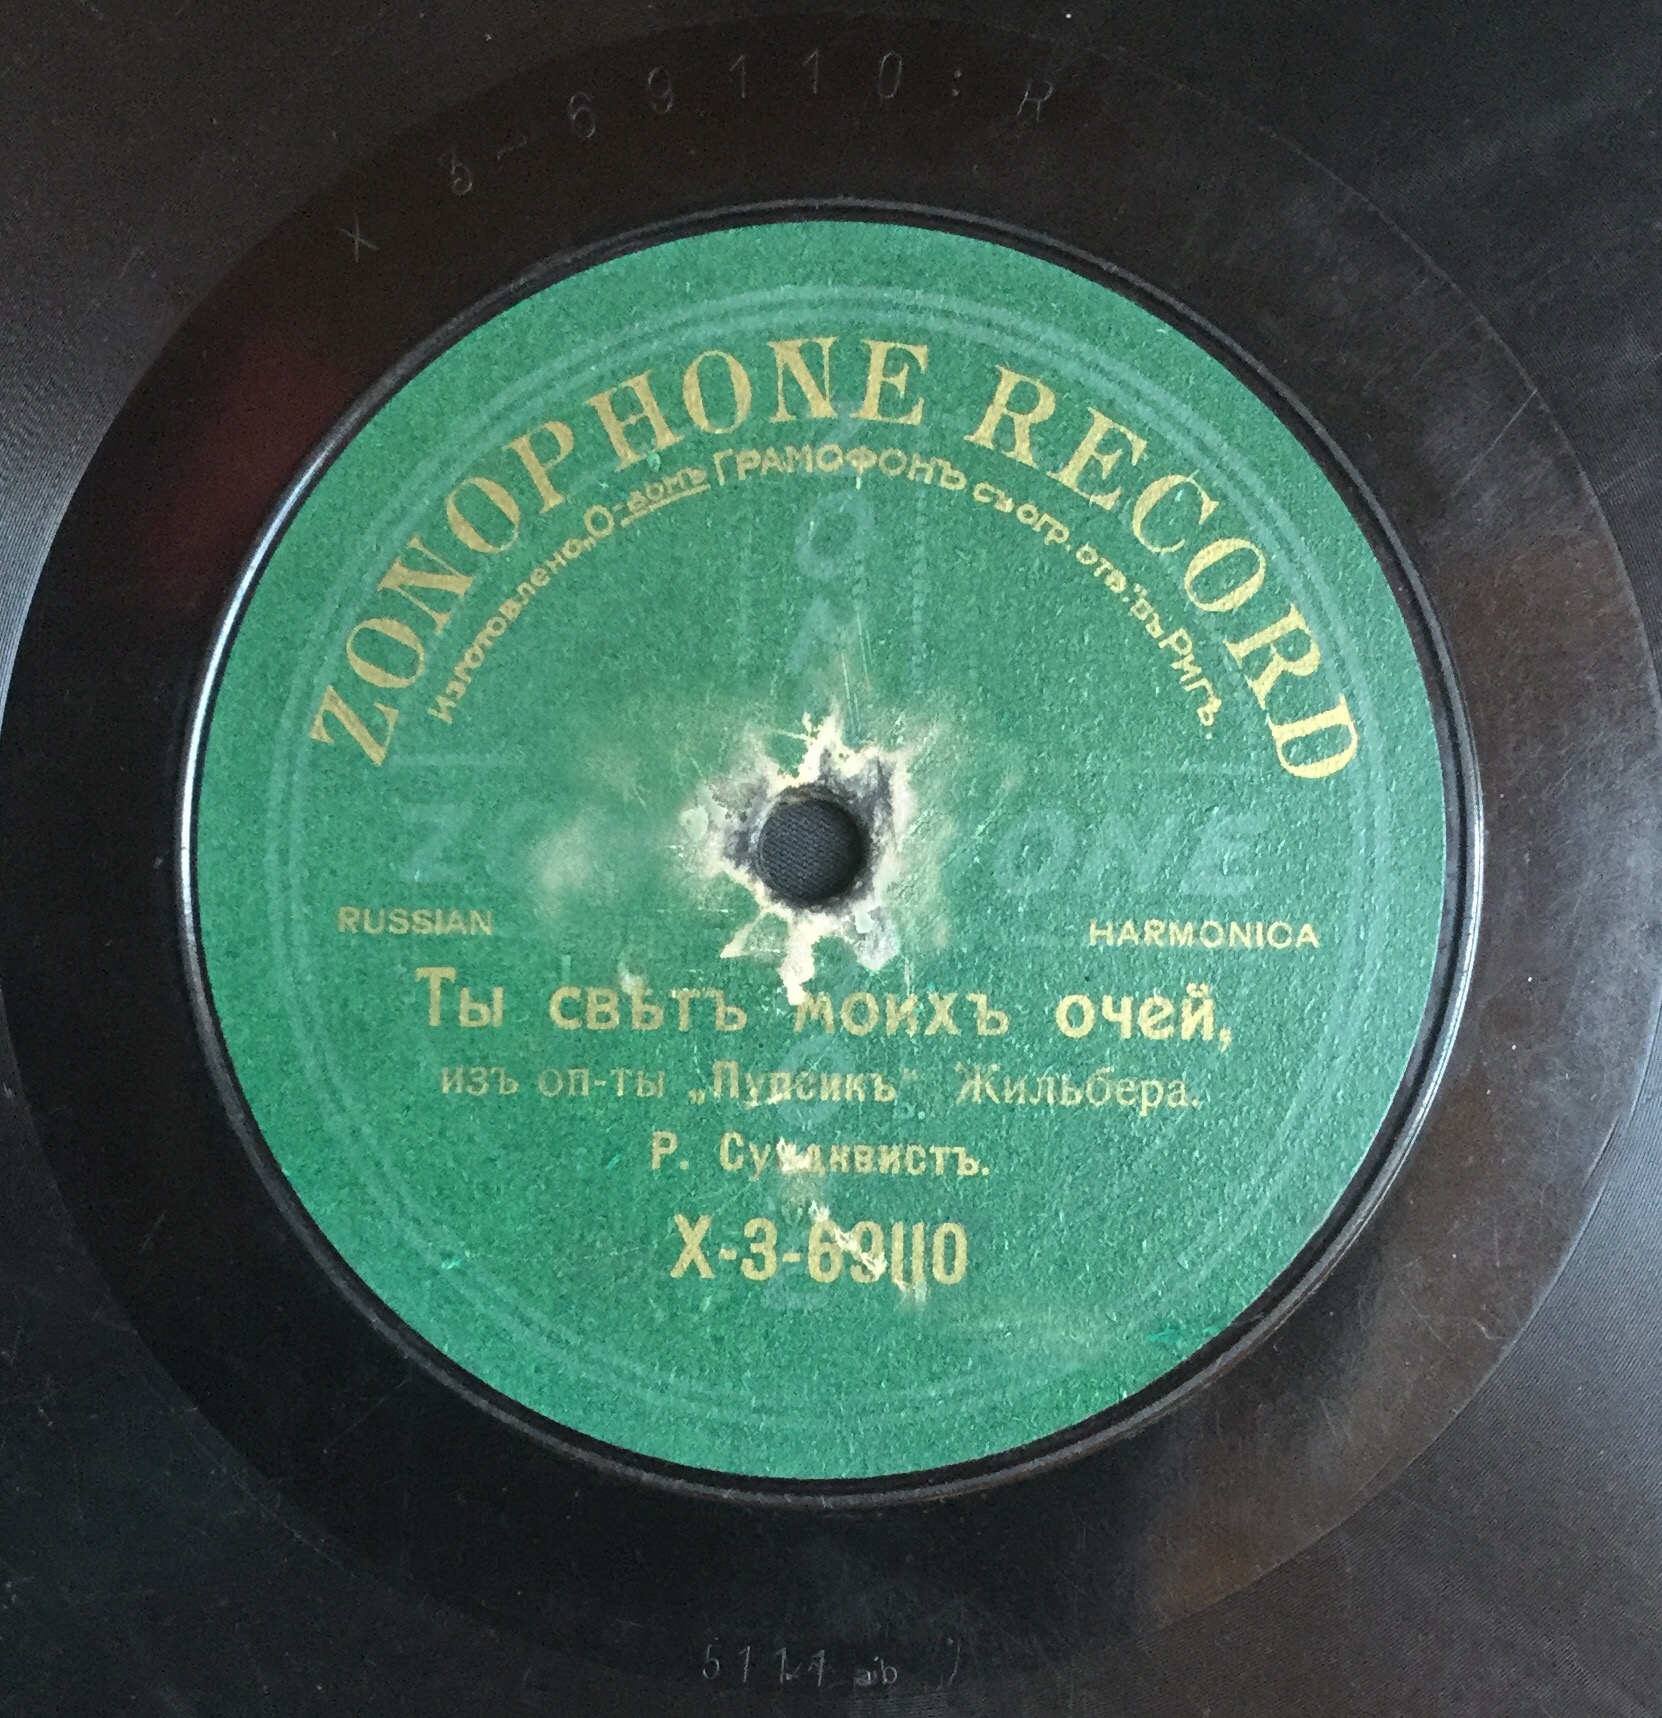 X 3-69110: R
ZONOPHONE RECORD
Изготовлено „О-вомъ ГРАМОФОНЪ съ огр. отв." въ Ригѣ.
RUSSIAN HARMONICA
Ты свѣтъ моихъ очей,
изъ оп-ты „Пупсикъ" Жильбера.
Р. Сундквистъ.
X-3-69110